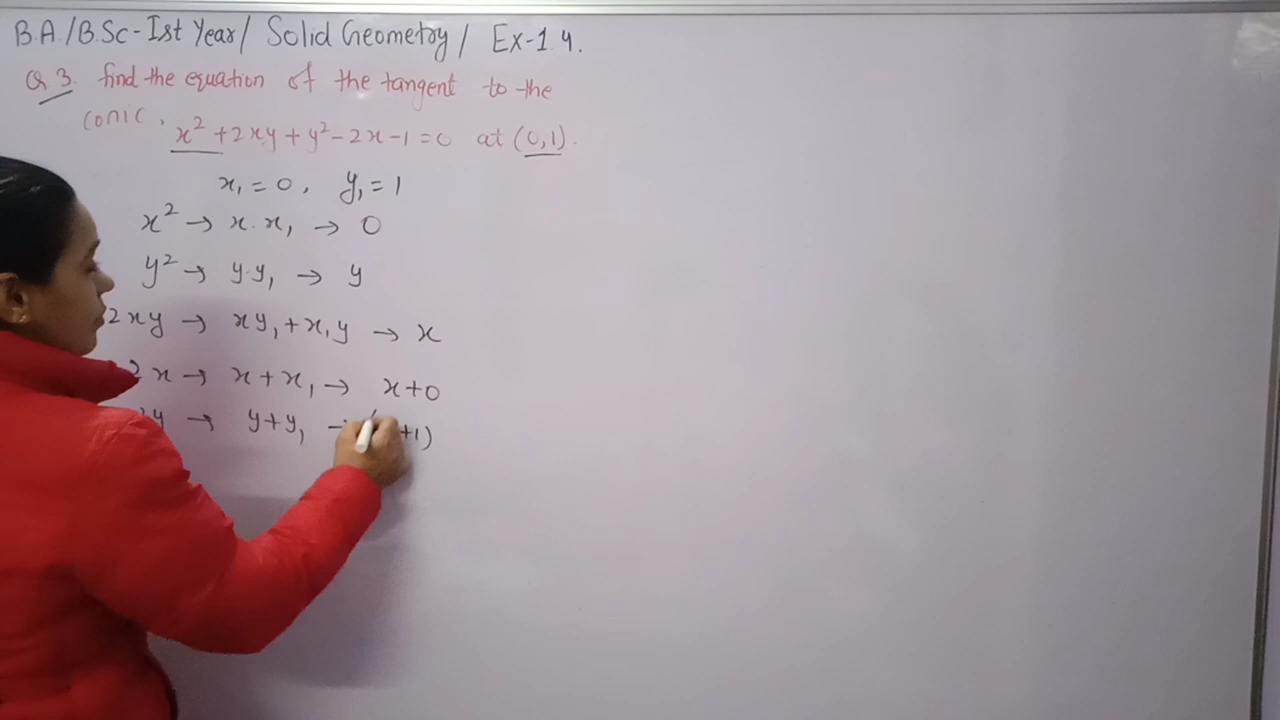 B.A./B.Sc-Ist Year/ Solid Geometry/ Ex-1.4.
Q 3. find the equation of the tangent to the
conic, x² + 2xy + y² - 2x - 1 = 0 at (0,1).
x₁ = 0, y₁ = 1
x² → x.x₁ → 0
y² → y.y₁ → y
2xy → xy₁ + x₁y → x
2x → x + x₁ → x + 0
y → y + y₁ → +1)